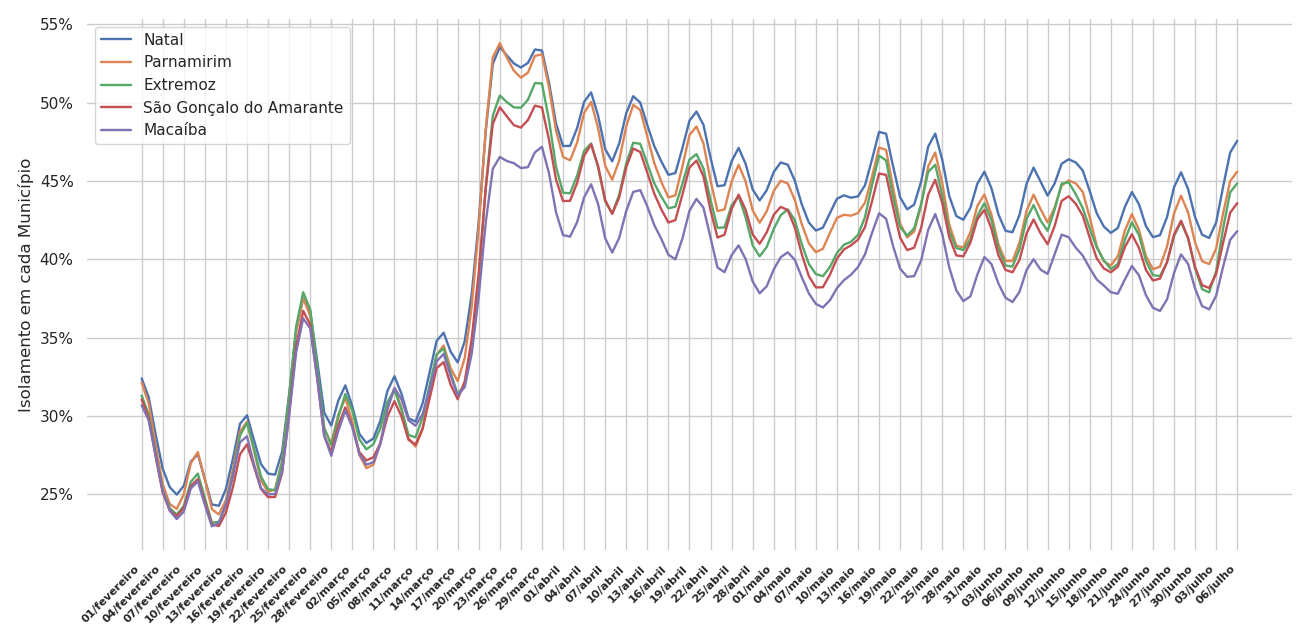 55%
50%
45%
40%
35%
30%
25%
Isolamento em cada Município
Natal
Parnamirim
Extremoz
São Gonçalo do Amarante
Macaíba
01/fevereiro
04/fevereiro
07/fevereiro
10/fevereiro
13/fevereiro
16/fevereiro
19/fevereiro
22/fevereiro
25/fevereiro
28/fevereiro
02/março
05/março
08/março
11/março
14/março
17/março
20/março
23/março
26/março
29/março
01/abril
04/abril
07/abril
10/abril
13/abril
16/abril
19/abril
22/abril
25/abril
28/abril
01/maio
04/maio
07/maio
10/maio
13/maio
16/maio
19/maio
22/maio
25/maio
28/maio
31/maio
03/junho
06/junho
09/junho
12/junho
15/junho
18/junho
21/junho
24/junho
27/junho
30/junho
03/julho
06/julho